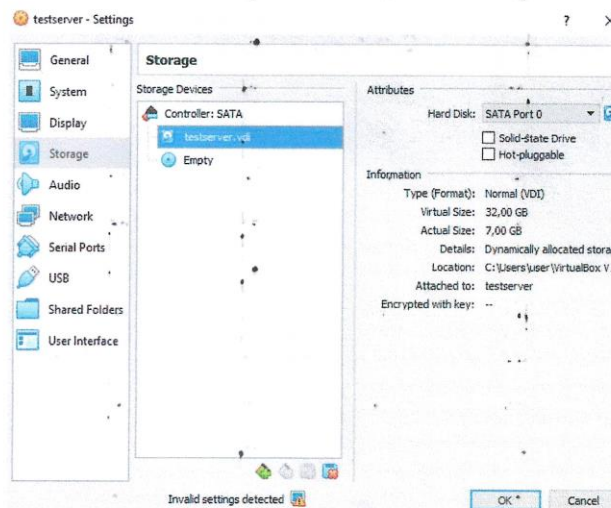 testserver - Settings
General
System
Display
Storage
Audio
Network
Serial Ports
USB
Shared Folders
User Interface
Storage
Storage Devices
Controller: SATA
testserver.vdi
Empty
Attributes
Hard Disk: SATA Port 0
Solid-state Drive
Hot-pluggable
Information
Type (Format): Normal (VDI)
Virtual Size: 32,00 GB
Actual Size: 7,00 GB
Details: Dynamically allocated stora
Location: C:\Users\user\VirtualBox V
Attached to: testserver
Encrypted with key: --
Invalid settings detected
OK
Cancel